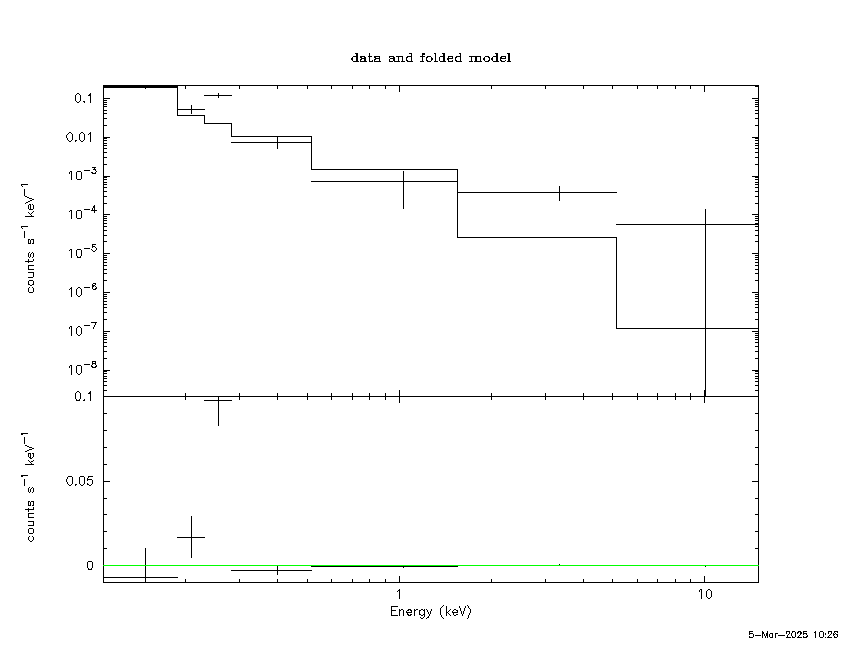 data and folded model
counts s⁻¹ keV⁻¹
0.1
0.01
10⁻³
10⁻⁴
10⁻⁵
10⁻⁶
10⁻⁷
10⁻⁸
counts s⁻¹ keV⁻¹
0.1
0.05
0
1
10
Energy (keV)
5-Mar-2025 10:26